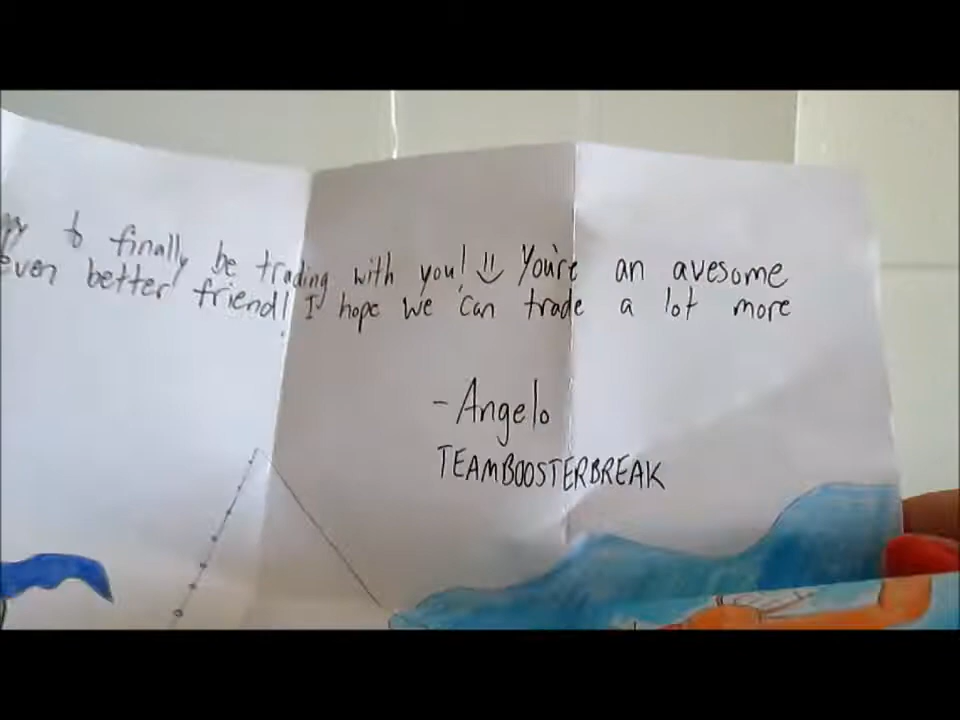 to finally be trading with you! You're an avesome
even better friend! I hope we can trade a lot more
- Angelo
TEAMBOOSTERBREAK